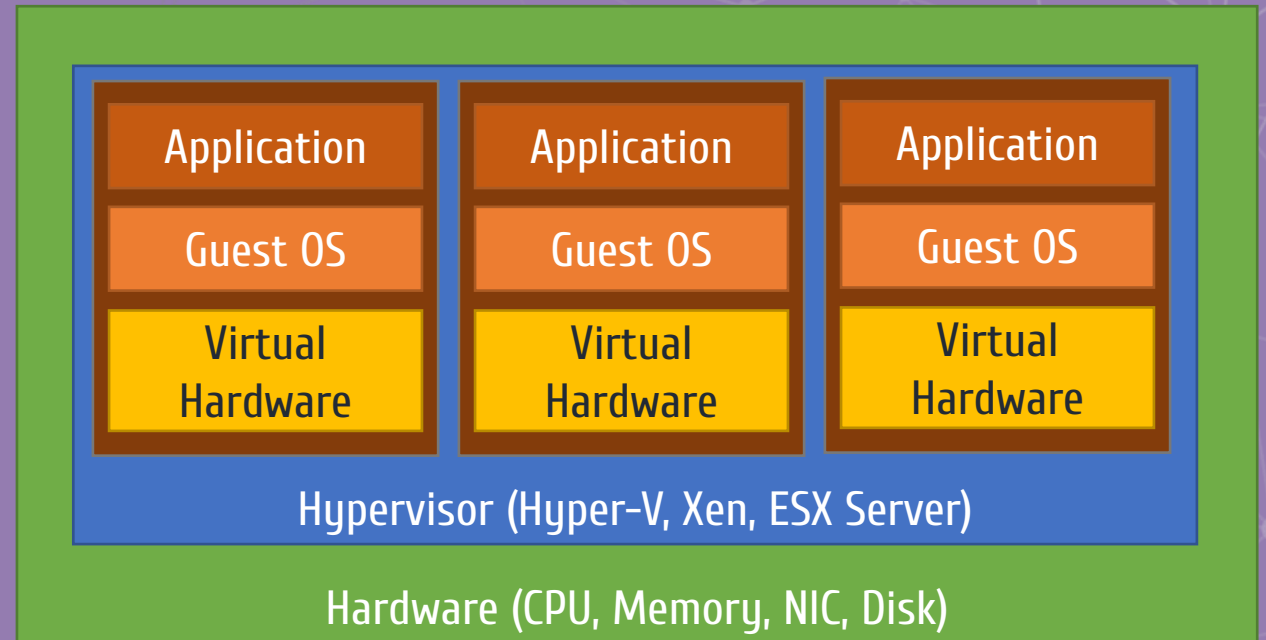 Application
Guest OS
Virtual
Hardware
Application
Guest OS
Virtual
Hardware
Application
Guest OS
Virtual
Hardware
Hypervisor (Hyper-V, Xen, ESX Server)
Hardware (CPU, Memory, NIC, Disk)